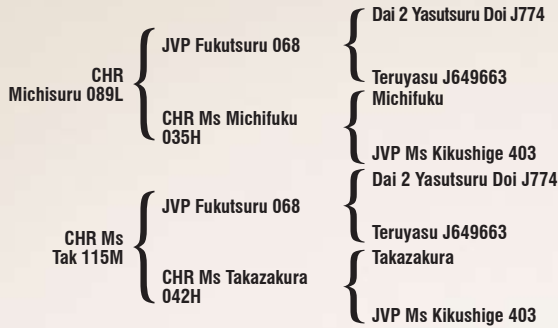 Dai 2 Yasutsuru Doi J774
JVP Fukutsuru 068
Teruyasu J649663
CHR
Michisuru 089L
Michifuku
CHR Ms Michifuku
035H
JVP Ms Kikushige 403
Dai 2 Yasutsuru Doi J774
JVP Fukutsuru 068
Teruyasu J649663
CHR Ms
Tak 115M
Takazakura
CHR Ms Takazakura
042H
JVP Ms Kikushige 403